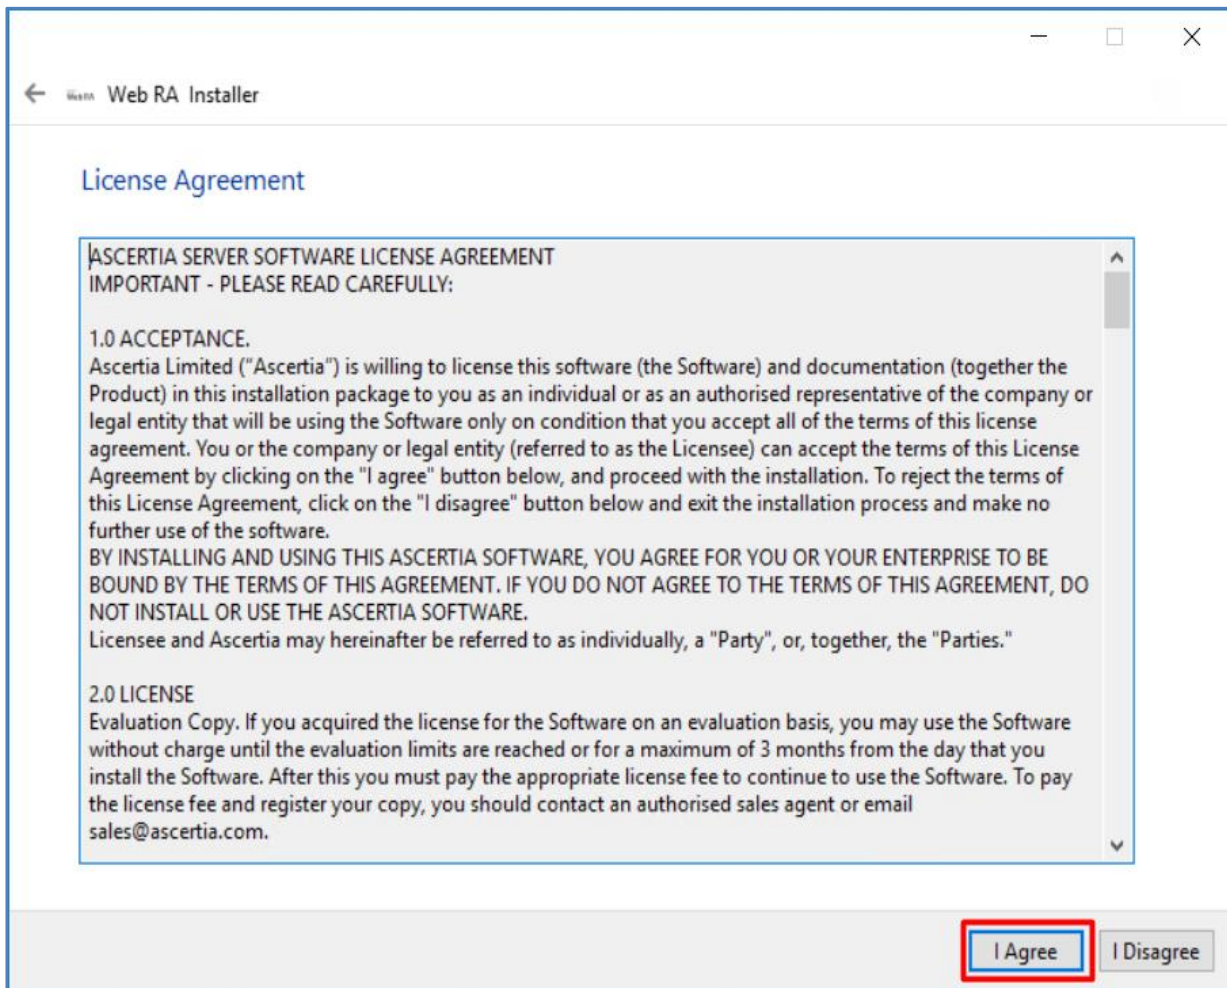 Web RA Installer
License Agreement
ASCERTIA SERVER SOFTWARE LICENSE AGREEMENT
IMPORTANT - PLEASE READ CAREFULLY:
1.0 ACCEPTANCE.
Ascertia Limited ("Ascertia") is willing to license this software (the Software) and documentation (together the
Product) in this installation package to you as an individual or as an authorised representative of the company or
legal entity that will be using the Software only on condition that you accept all of the terms of this license
agreement. You or the company or legal entity (referred to as the Licensee) can accept the terms of this License
Agreement by clicking on the "I agree" button below, and proceed with the installation. To reject the terms of
this License Agreement, click on the "I disagree" button below and exit the installation process and make no
further use of the software.
BY INSTALLING AND USING THIS ASCERTIA SOFTWARE, YOU AGREE FOR YOU OR YOUR ENTERPRISE TO BE
BOUND BY THE TERMS OF THIS AGREEMENT. IF YOU DO NOT AGREE TO THE TERMS OF THIS AGREEMENT, DO
NOT INSTALL OR USE THE ASCERTIA SOFTWARE.
Licensee and Ascertia may hereinafter be referred to as individually, a "Party", or, together, the "Parties."
2.0 LICENSE
Evaluation Copy. If you acquired the license for the Software on an evaluation basis, you may use the Software
without charge until the evaluation limits are reached or for a maximum of 3 months from the day that you
install the Software. After this you must pay the appropriate license fee to continue to use the Software. To pay
the license fee and register your copy, you should contact an authorised sales agent or email
sales@ascertia.com.
I Agree
I Disagree